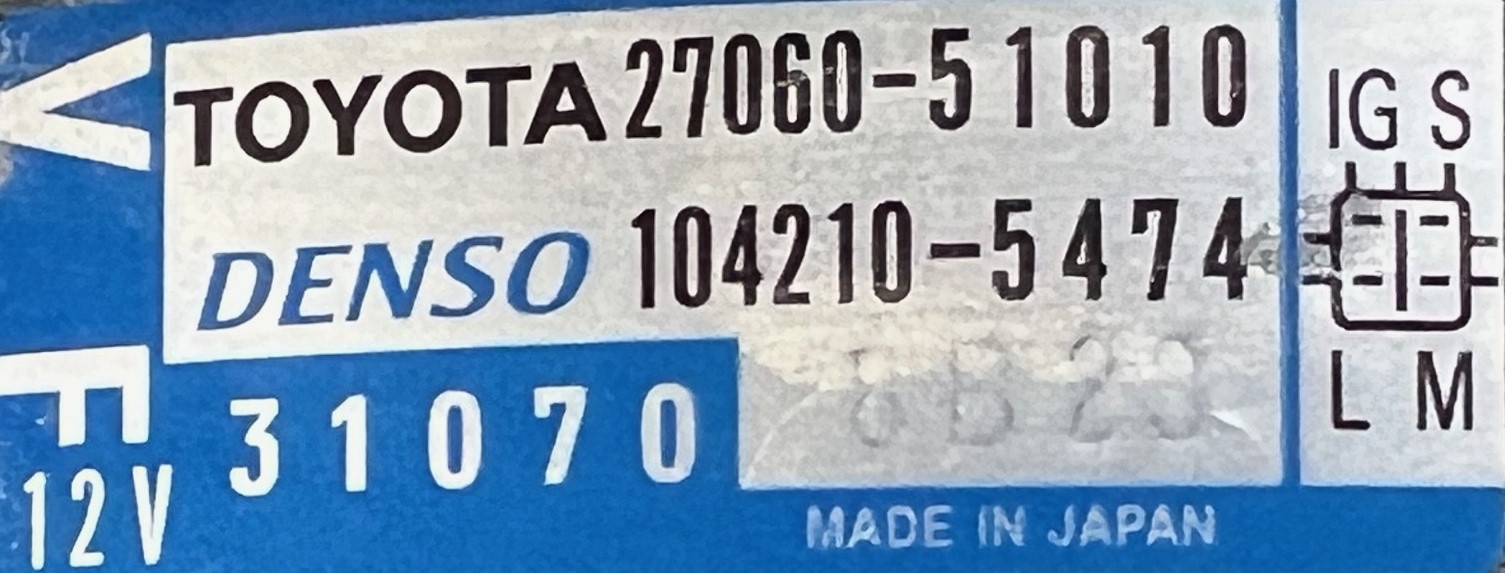 TOYOTA 27060-51010
DENSO 104210-5474
IG S
L M
31070
12V
MADE IN JAPAN